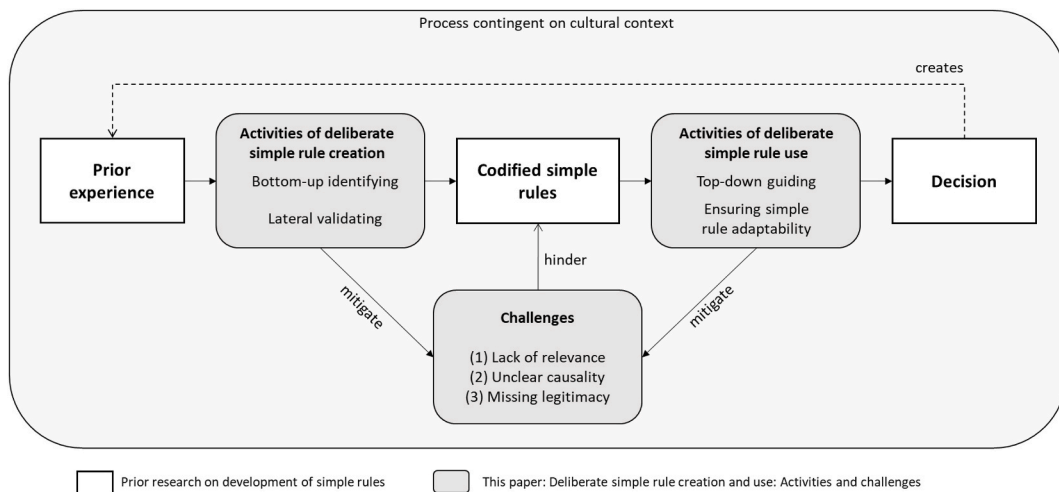 Process contingent on cultural context
creates
Prior
experience
Activities of deliberate
simple rule creation
Bottom-up identifying
Lateral validating
Codified simple
rules
Activities of deliberate
simple rule use
Top-down guiding
Ensuring simple
rule adaptability
Decision
mitigate
hinder
mitigate
Challenges
(1) Lack of relevance
(2) Unclear causality
(3) Missing legitimacy
Prior research on development of simple rules
This paper: Deliberate simple rule creation and use: Activities and challenges